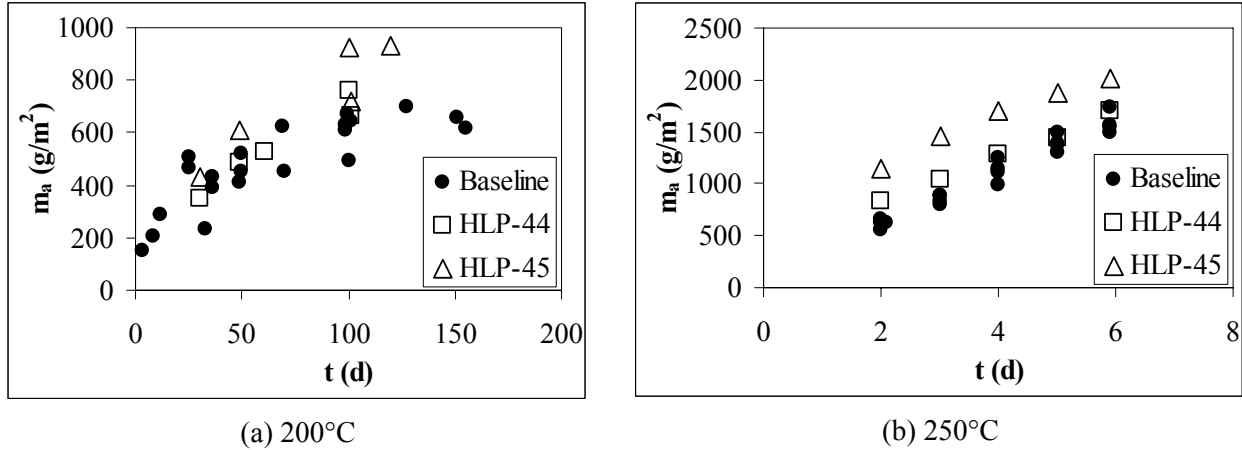 1000
800
600
400
200
0
0 50 100 150 200
mₐ (g/m²)
t (d)
Baseline
HLP-44
HLP-45
(a) 200°C
2500
2000
1500
1000
500
0
0 2 4 6 8
mₐ (g/m²)
t (d)
Baseline
HLP-44
HLP-45
(b) 250°C